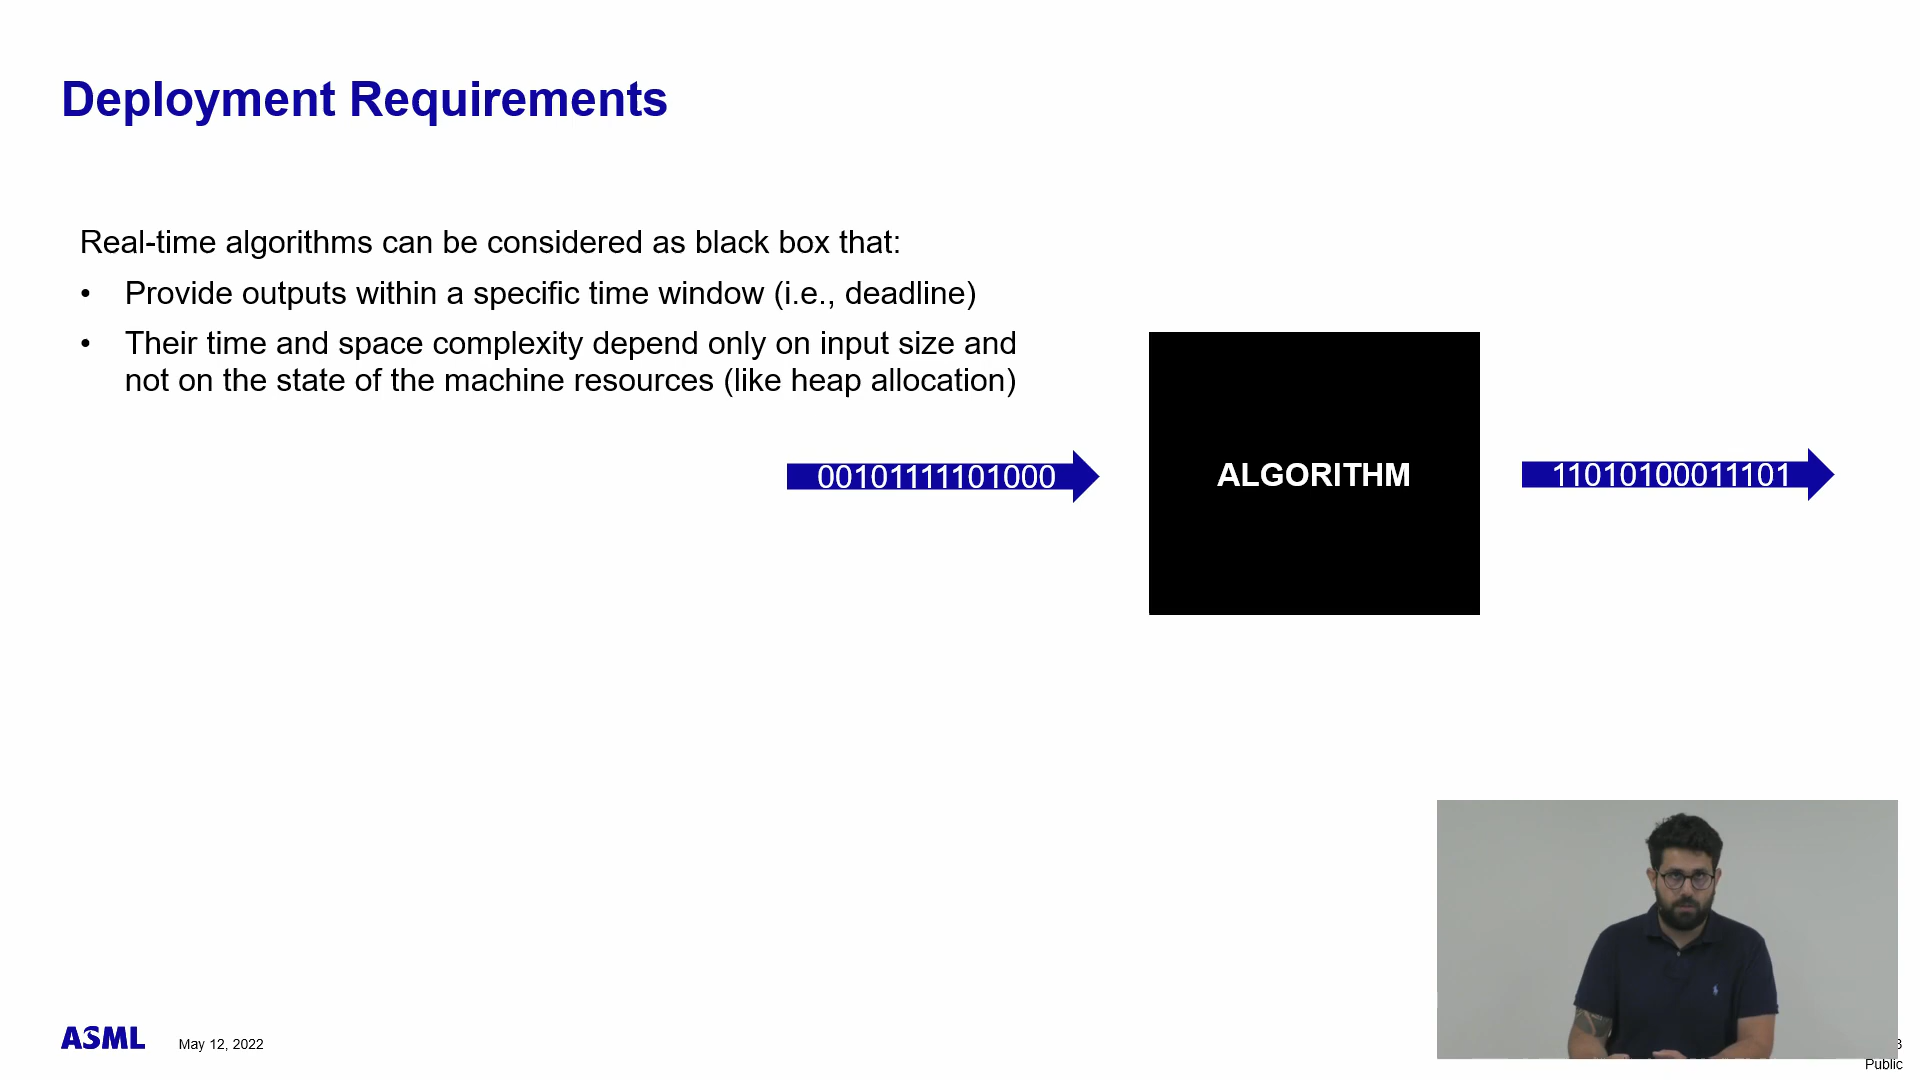 Deployment Requirements
Real-time algorithms can be considered as black box that:
• Provide outputs within a specific time window (i.e., deadline)
• Their time and space complexity depend only on input size and
not on the state of the machine resources (like heap allocation)
00101111101000
ALGORITHM
11010100011101
ASML
May 12, 2022
Public